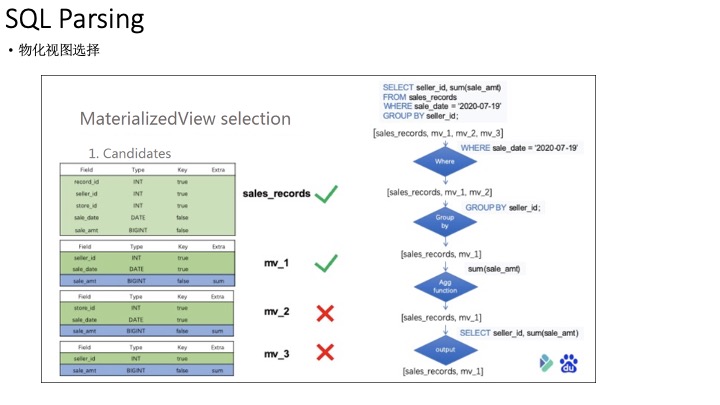 SQL Parsing
• 物化视图选择
MaterializedView selection
1. Candidates
Field Type Key Extra
record_id INT true
seller_id INT true
store_id INT true
sale_date DATE false
sale_amt BIGINT false
sales_records
Field Type Key Extra
seller_id INT true
sale_date DATE true
sale_amt BIGINT false sum
mv_1
Field Type Key Extra
store_id INT true
sale_date DATE true
sale_amt BIGINT false sum
mv_2
Field Type Key Extra
seller_id INT true
sale_amt BIGINT false sum
mv_3
SELECT seller_id, sum(sale_amt)
FROM sales_records
WHERE sale_date = '2020-07-19'
GROUP BY seller_id;
[sales_records, mv_1, mv_2, mv_3]
WHERE sale_date = '2020-07-19'
Where
[sales_records, mv_1, mv_2]
GROUP BY seller_id;
Group
by
[sales_records, mv_1]
sum(sale_amt)
Agg
function
[sales_records, mv_1]
SELECT seller_id, sum(sale_amt)
output
[sales_records, mv_1]
du